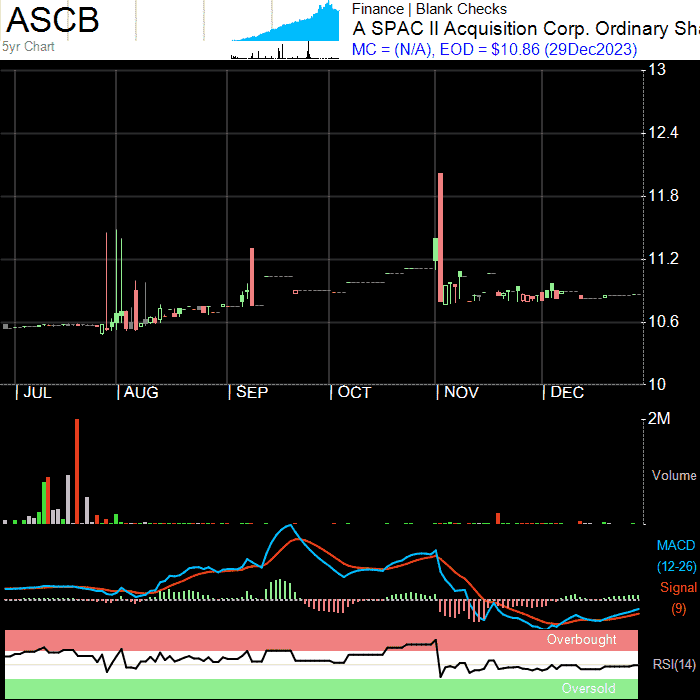 ASCB
5yr Chart
Finance | Blank Checks
A SPAC II Acquisition Corp. Ordinary Sha
MC = (N/A), EOD = $10.86 (29Dec2023)
13
12.4
11.8
11.2
10.6
10
JUL AUG SEP OCT NOV DEC
2M
Volume
MACD
(12-26)
Signal
(9)
Overbought
RSI(14)
Oversold